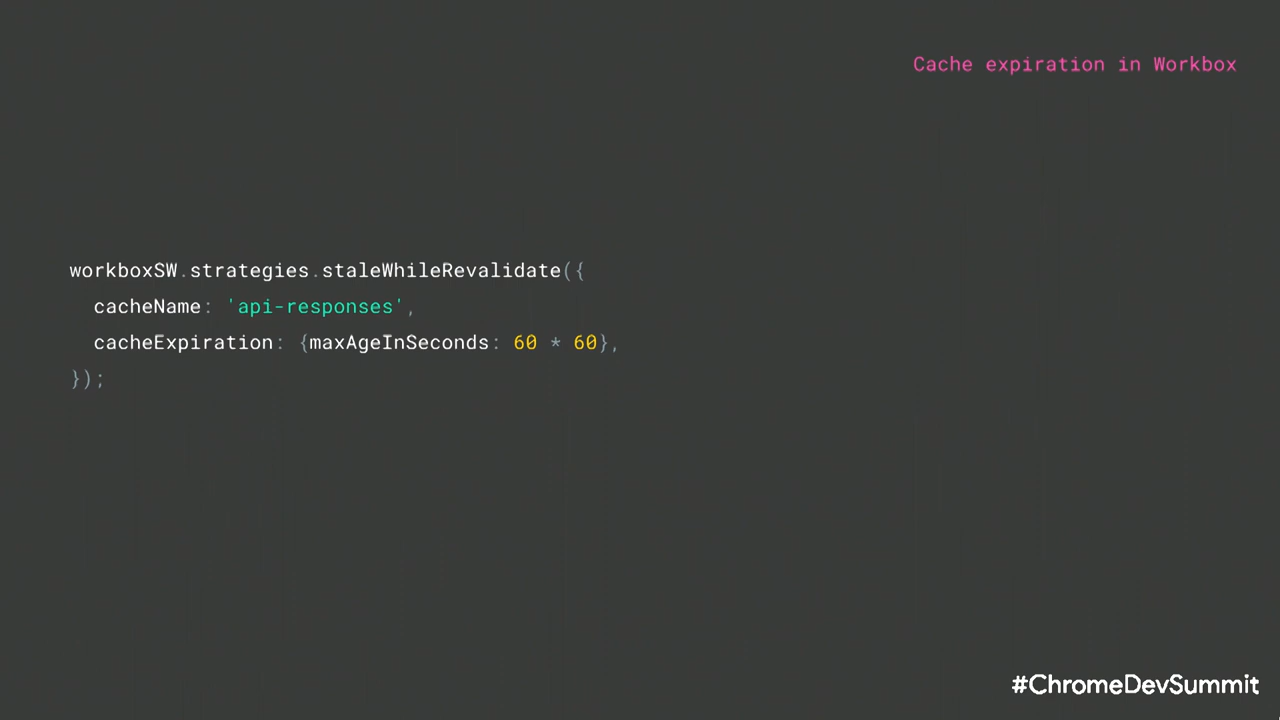 Cache expiration in Workbox
workboxSW.strategies.staleWhileRevalidate({
  cacheName: 'api-responses',
  cacheExpiration: {maxAgeInSeconds: 60 * 60},
});
#ChromeDevSummit